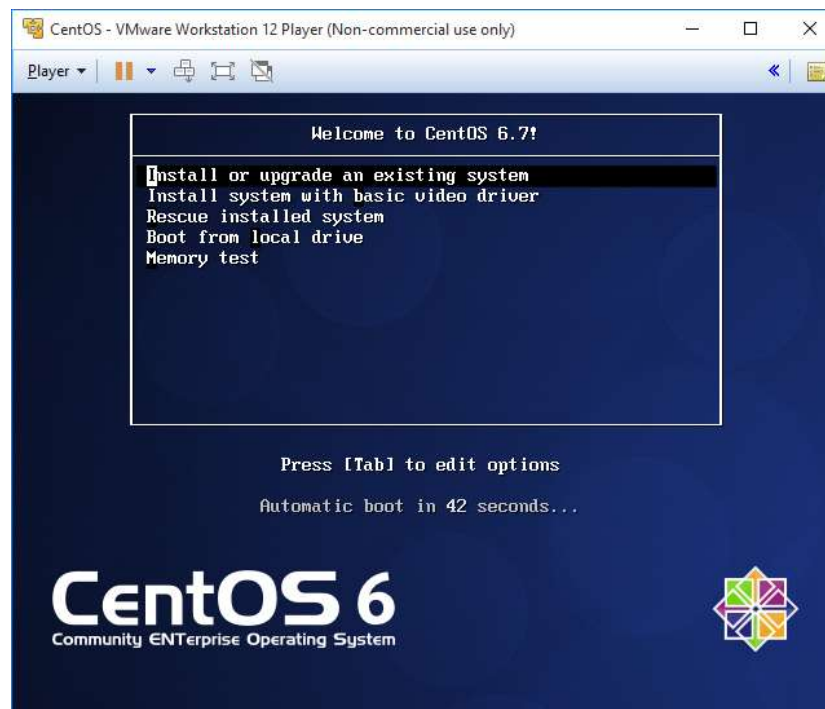 CentOS - VMware Workstation 12 Player (Non-commercial use only)
Player
Welcome to CentOS 6.7!
Install or upgrade an existing system
Install system with basic video driver
Rescue installed system
Boot from local drive
Memory test
Press [Tab] to edit options
Automatic boot in 42 seconds...
CentOS 6
Community ENTerprise Operating System